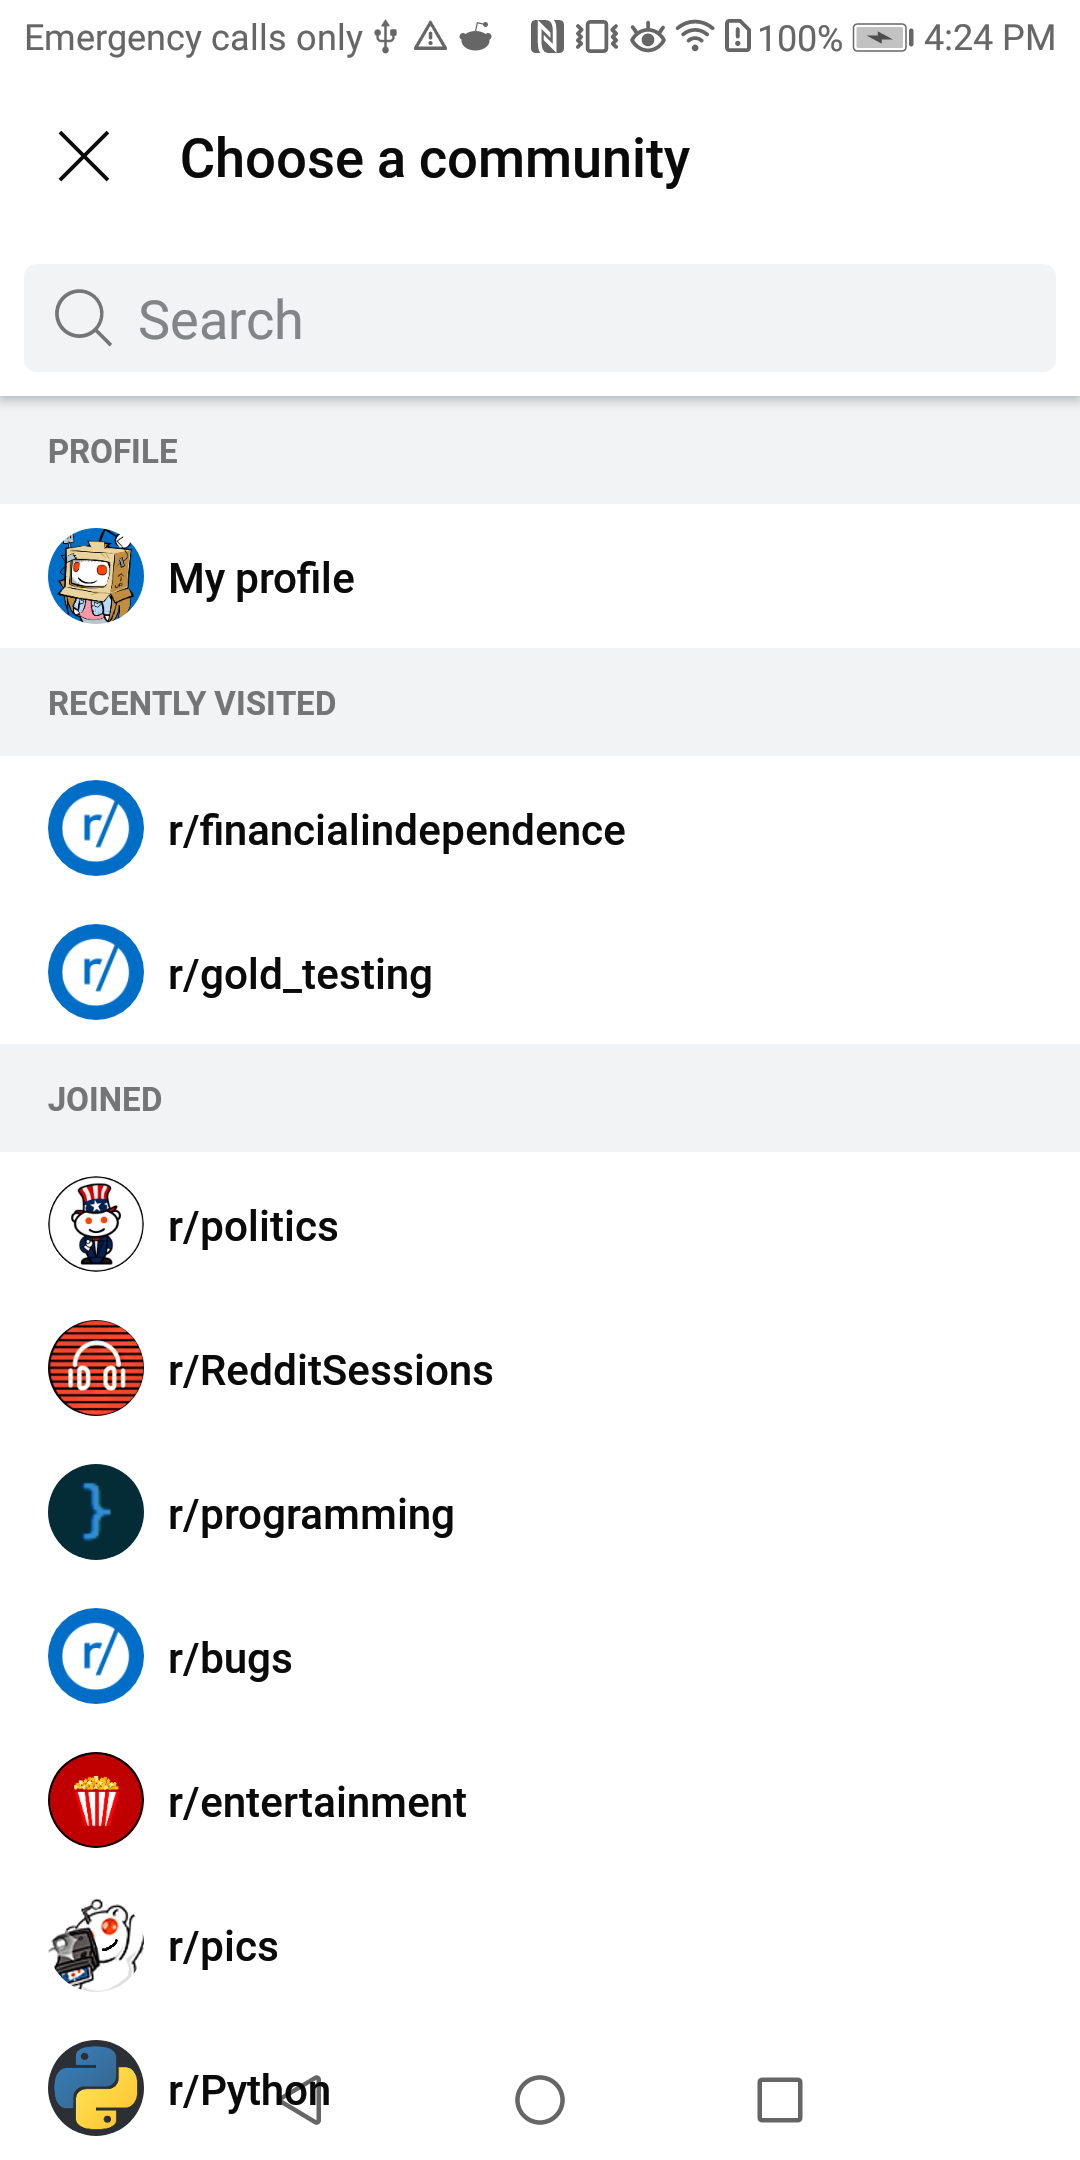 Emergency calls only 100% 4:24 PM
Choose a community
Search
PROFILE
My profile
RECENTLY VISITED
r/ r/financialindependence
r/ r/gold_testing
JOINED
r/politics
r/RedditSessions
} r/programming
r/ r/bugs
r/entertainment
r/pics
r/Python